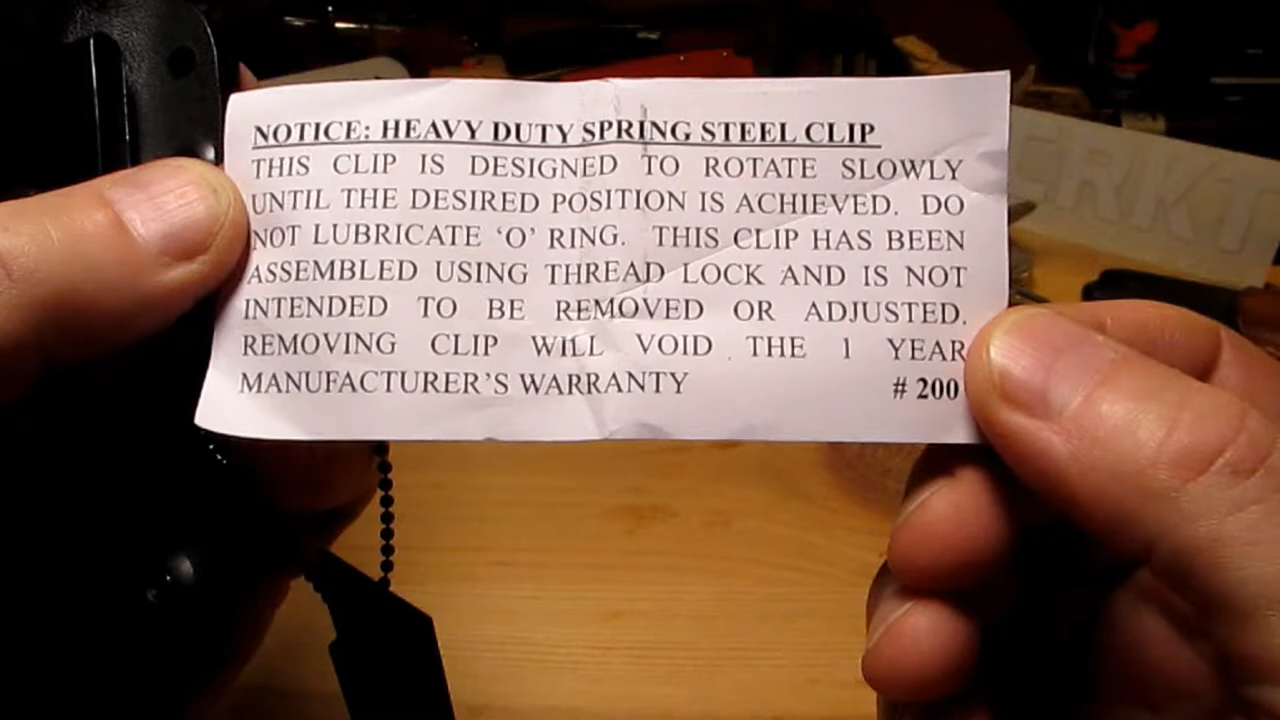 NOTICE: HEAVY DUTY SPRING STEEL CLIP
THIS CLIP IS DESIGNED TO ROTATE SLOWLY
UNTIL THE DESIRED POSITION IS ACHIEVED. DO
NOT LUBRICATE ‘O’ RING. THIS CLIP HAS BEEN
ASSEMBLED USING THREAD LOCK AND IS NOT
INTENDED TO BE REMOVED OR ADJUSTED.
REMOVING CLIP WILL VOID THE 1 YEAR
MANUFACTURER’S WARRANTY # 200
CRKT